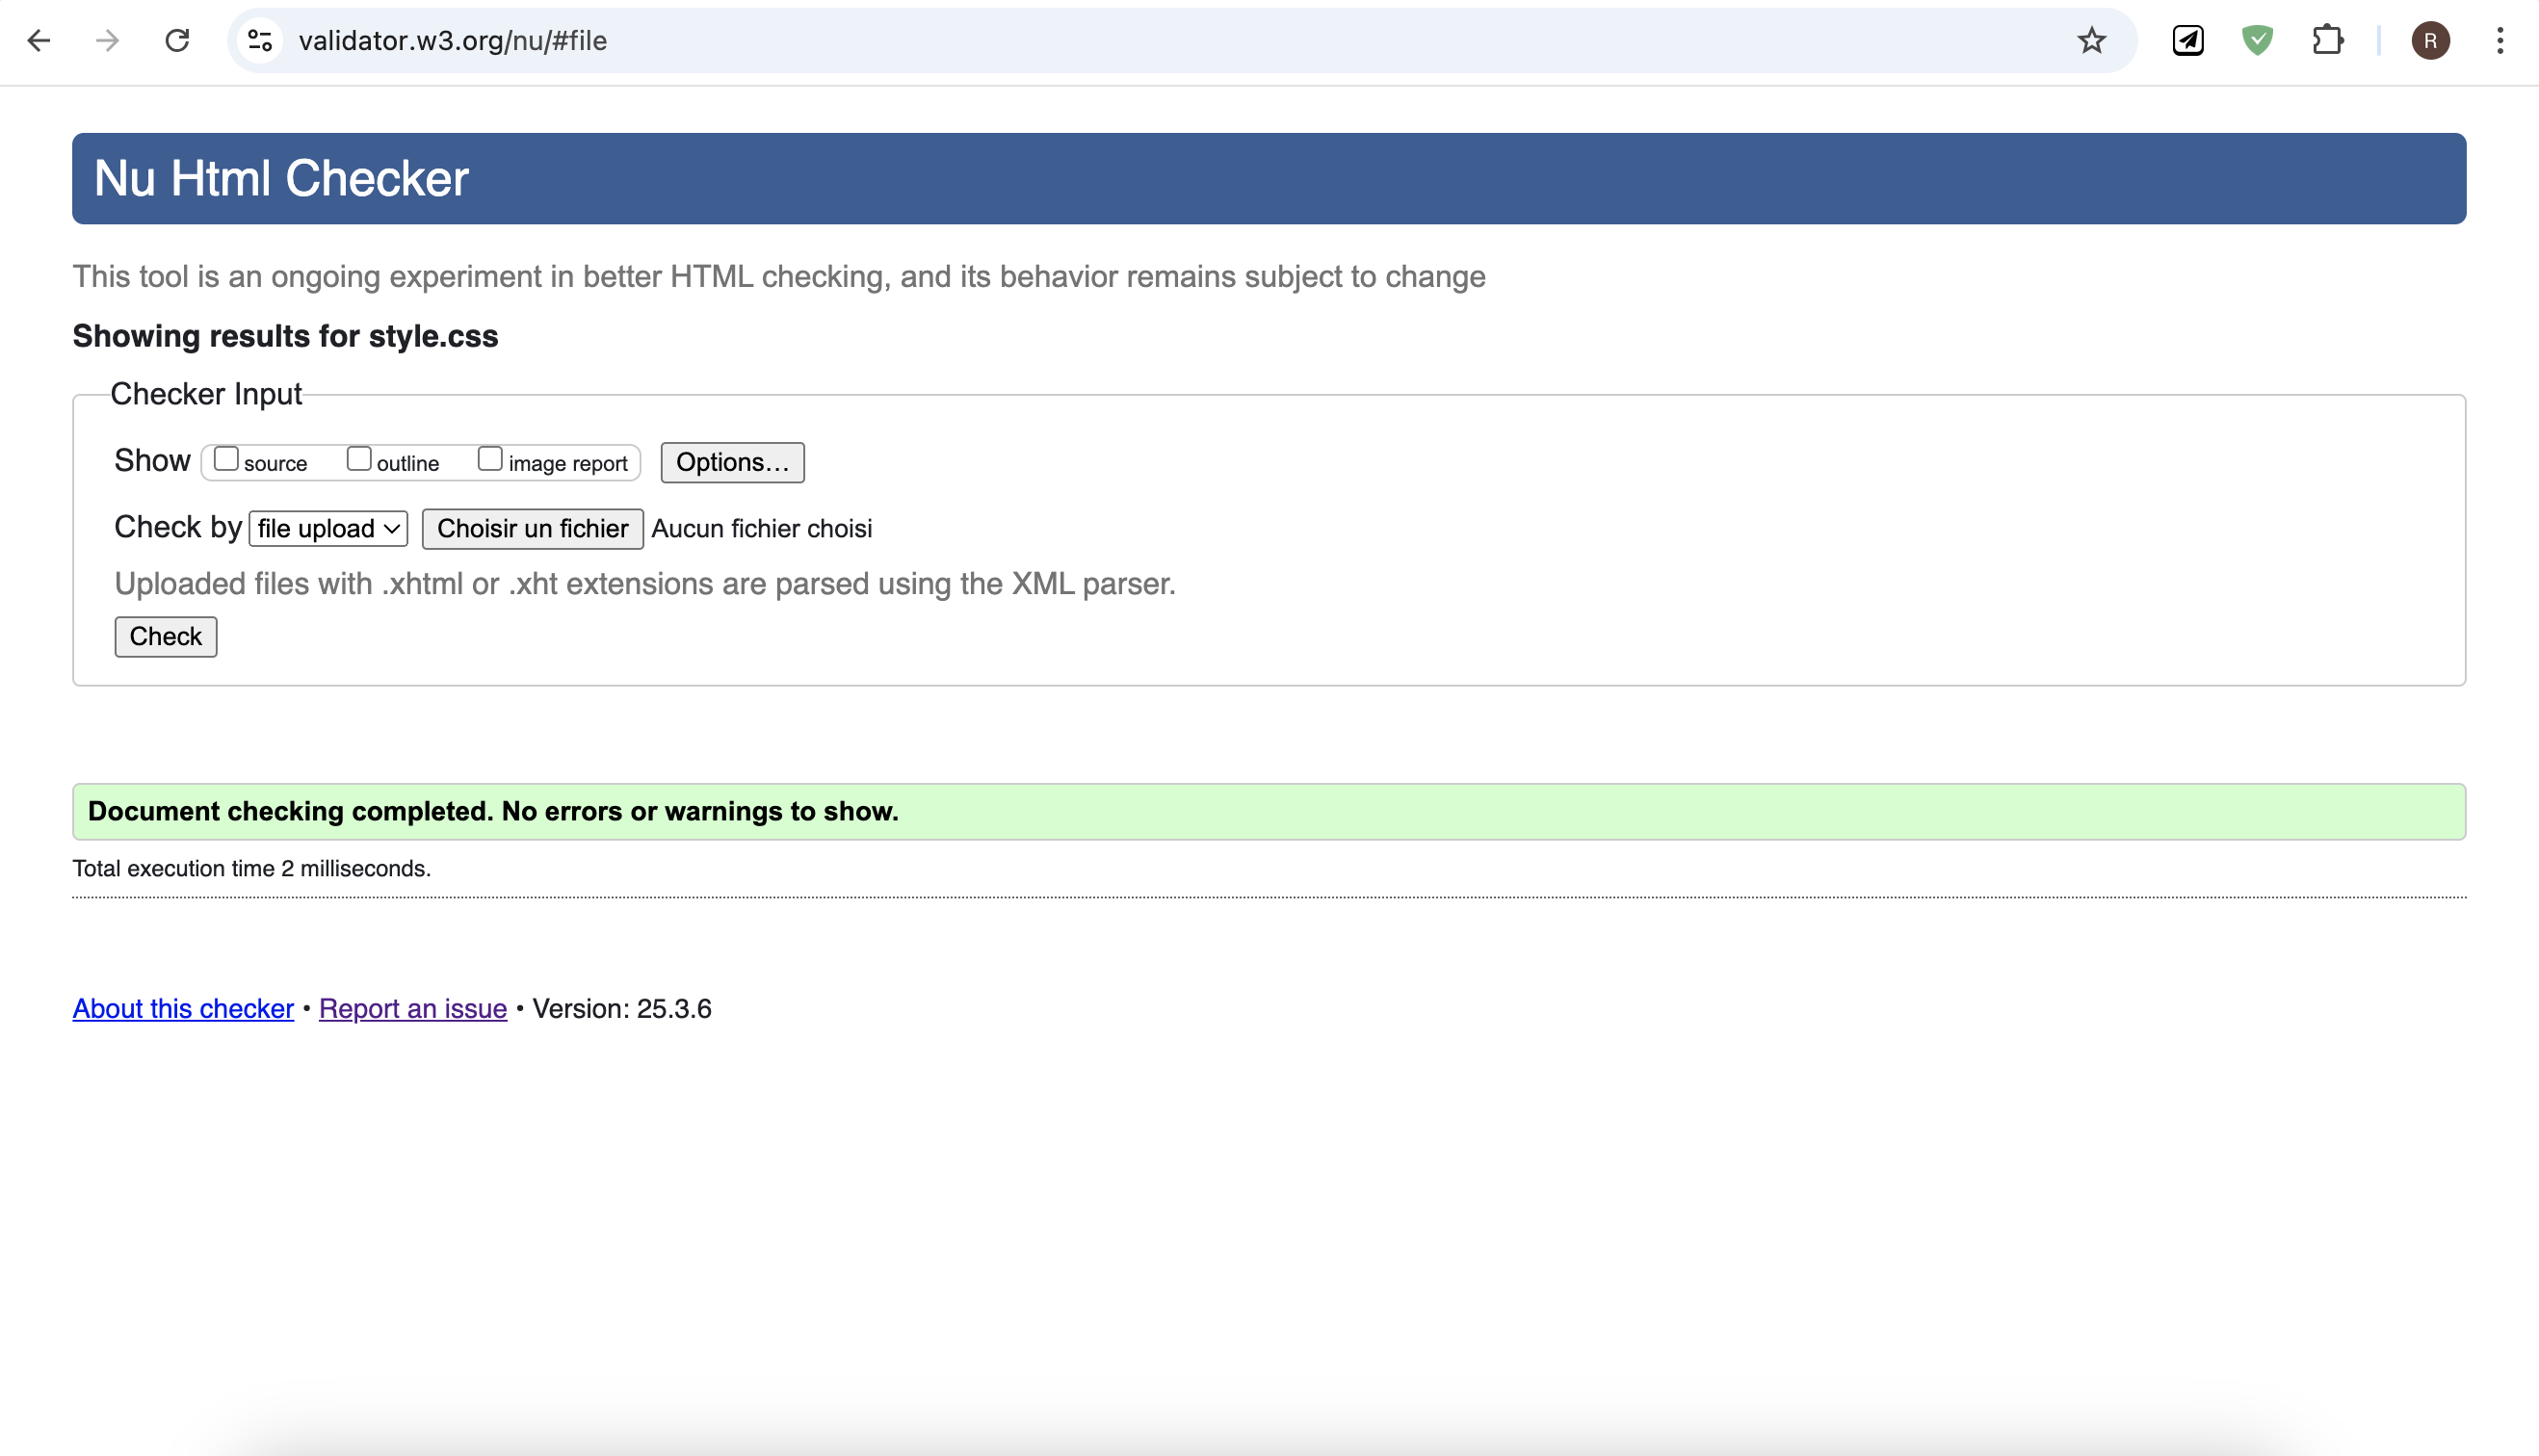 validator.w3.org/nu/#file
R
Nu Html Checker
This tool is an ongoing experiment in better HTML checking, and its behavior remains subject to change
Showing results for style.css
Checker Input
Show source outline image report Options...
Check by file upload Choisir un fichier Aucun fichier choisi
Uploaded files with .xhtml or .xht extensions are parsed using the XML parser.
Check
Document checking completed. No errors or warnings to show.
Total execution time 2 milliseconds.
About this checker • Report an issue • Version: 25.3.6